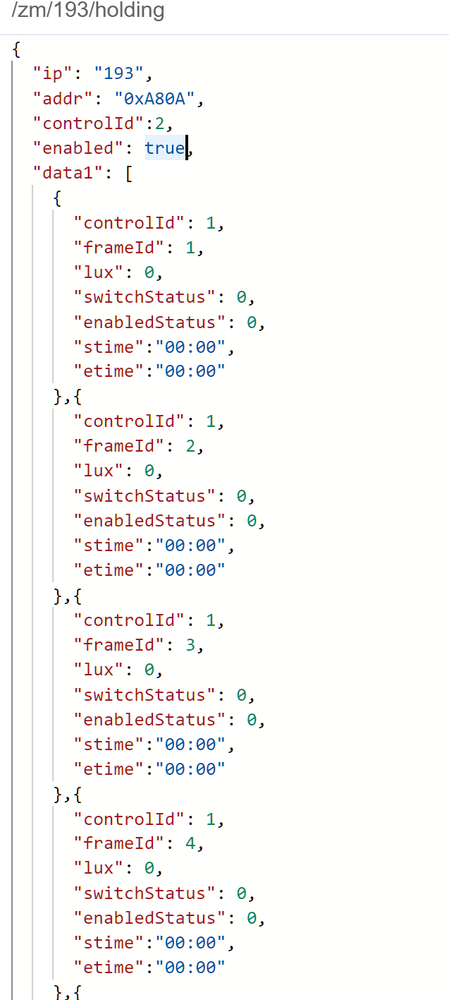 /zm/193/holding
{
"ip": "193",
"addr": "0xA80A",
"controlId":2,
"enabled": true,
"data1": [
{
"controlId": 1,
"frameId": 1,
"lux": 0,
"switchStatus": 0,
"enabledStatus": 0,
"stime":"00:00",
"etime":"00:00"
},{
"controlId": 1,
"frameId": 2,
"lux": 0,
"switchStatus": 0,
"enabledStatus": 0,
"stime":"00:00",
"etime":"00:00"
},{
"controlId": 1,
"frameId": 3,
"lux": 0,
"switchStatus": 0,
"enabledStatus": 0,
"stime":"00:00",
"etime":"00:00"
},{
"controlId": 1,
"frameId": 4,
"lux": 0,
"switchStatus": 0,
"enabledStatus": 0,
"stime":"00:00",
"etime":"00:00"
},{